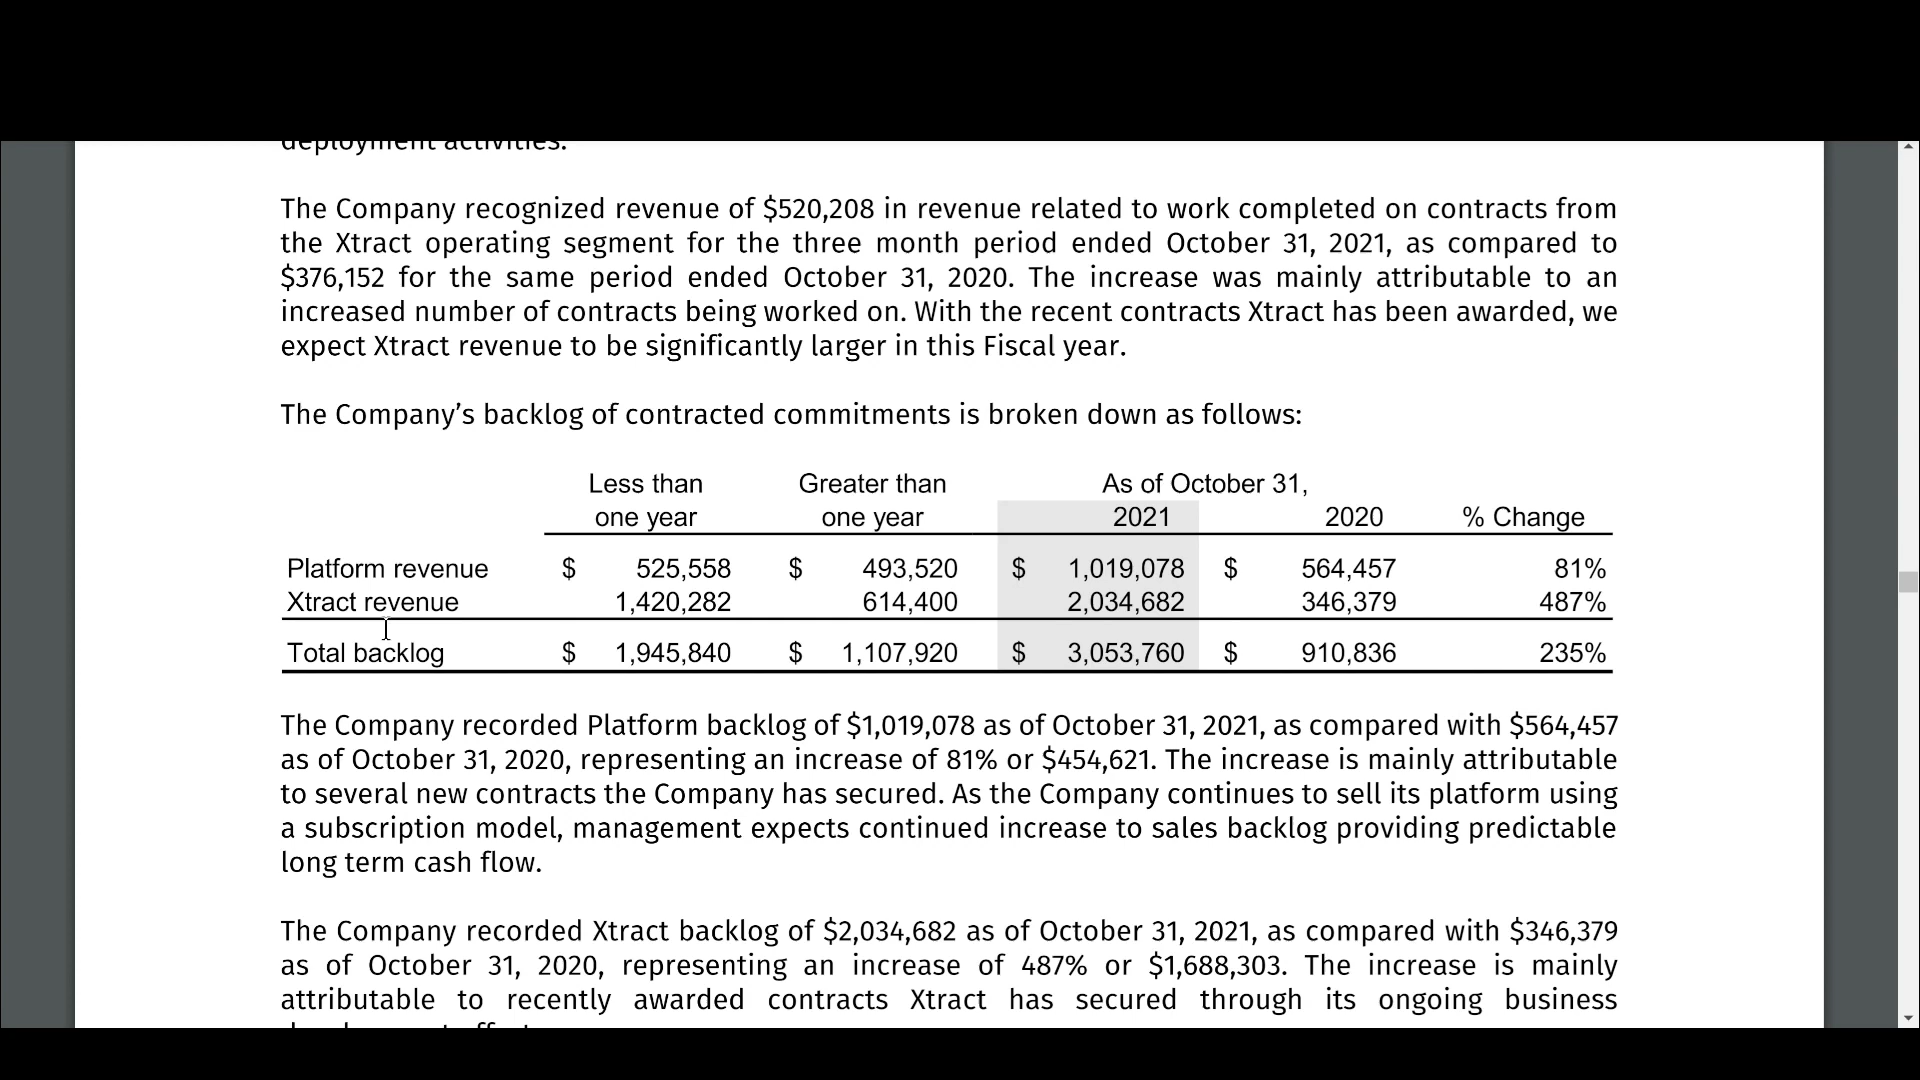 deployment activities.
The Company recognized revenue of $520,208 in revenue related to work completed on contracts from
the Xtract operating segment for the three month period ended October 31, 2021, as compared to
$376,152 for the same period ended October 31, 2020. The increase was mainly attributable to an
increased number of contracts being worked on. With the recent contracts Xtract has been awarded, we
expect Xtract revenue to be significantly larger in this Fiscal year.
The Company’s backlog of contracted commitments is broken down as follows:
Less than Greater than As of October 31,
one year one year 2021 2020 % Change
Platform revenue $ 525,558 $ 493,520 $ 1,019,078 $ 564,457 81%
Xtract revenue 1,420,282 614,400 2,034,682 346,379 487%
Total backlog $ 1,945,840 $ 1,107,920 $ 3,053,760 $ 910,836 235%
The Company recorded Platform backlog of $1,019,078 as of October 31, 2021, as compared with $564,457
as of October 31, 2020, representing an increase of 81% or $454,621. The increase is mainly attributable
to several new contracts the Company has secured. As the Company continues to sell its platform using
a subscription model, management expects continued increase to sales backlog providing predictable
long term cash flow.
The Company recorded Xtract backlog of $2,034,682 as of October 31, 2021, as compared with $346,379
as of October 31, 2020, representing an increase of 487% or $1,688,303. The increase is mainly
attributable to recently awarded contracts Xtract has secured through its ongoing business